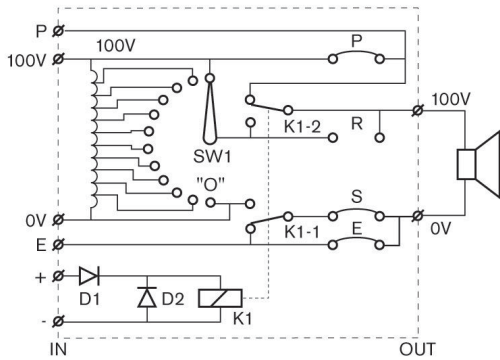 P
100V
100V
P
100V
K1-2
R
SW1
"O"
S
0V
K1-1
E
0V
E
+
D1
D2
K1
-
IN
OUT